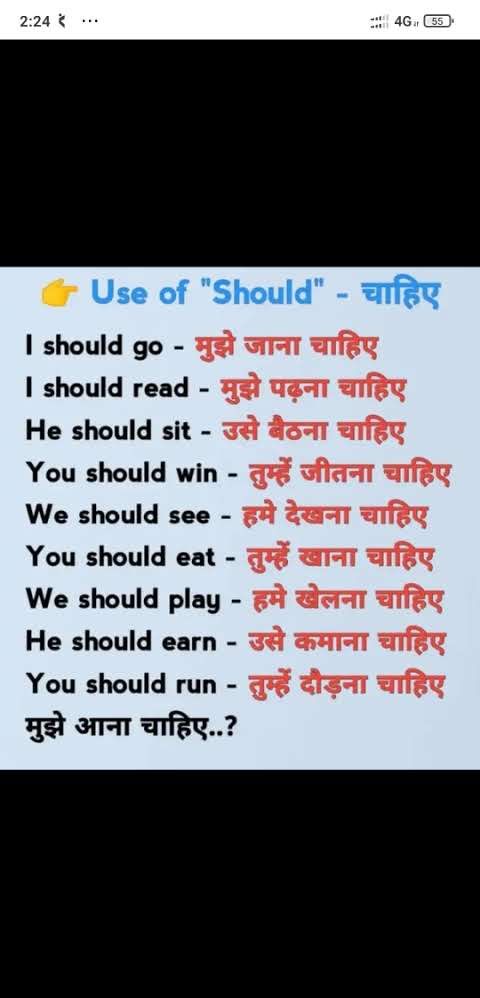 2:24
4G
55
👉 Use of "Should" - चाहिए
I should go - मुझे जाना चाहिए
I should read - मुझे पढ़ना चाहिए
He should sit - उसे बैठना चाहिए
You should win - तुम्हें जीतना चाहिए
We should see - हमे देखना चाहिए
You should eat - तुम्हें खाना चाहिए
We should play - हमे खेलना चाहिए
He should earn - उसे कमाना चाहिए
You should run - तुम्हें दौड़ना चाहिए
मुझे आना चाहिए..?